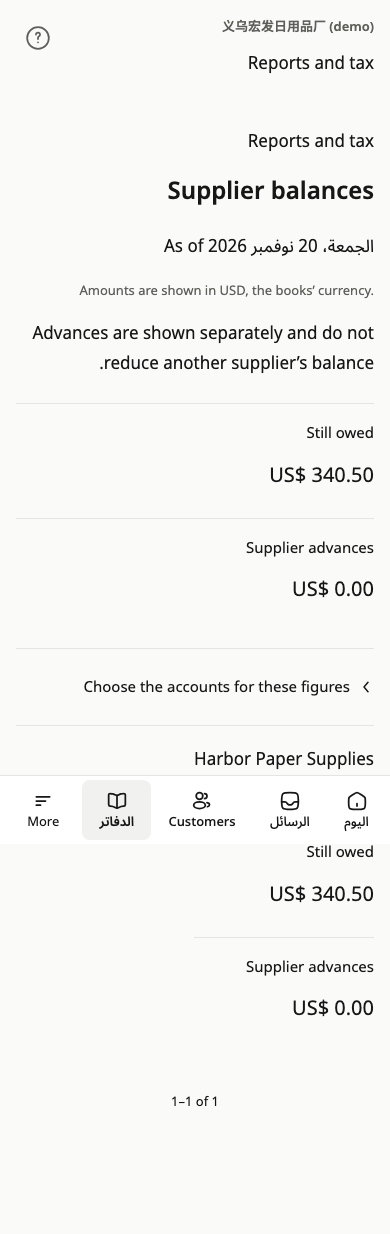 义乌宏发日用品厂 (demo)
Reports and tax
Reports and tax
Supplier balances
As of الجمعة، 20 نوفمبر 2026
Amounts are shown in USD, the books’ currency.
Advances are shown separately and do not
reduce another supplier’s balance.
Still owed
US$ 340.50
Supplier advances
US$ 0.00
Choose the accounts for these figures
Harbor Paper Supplies
اليوم
الرسائل
Customers
الدفاتر
More
Still owed
US$ 340.50
Supplier advances
US$ 0.00
1–1 of 1